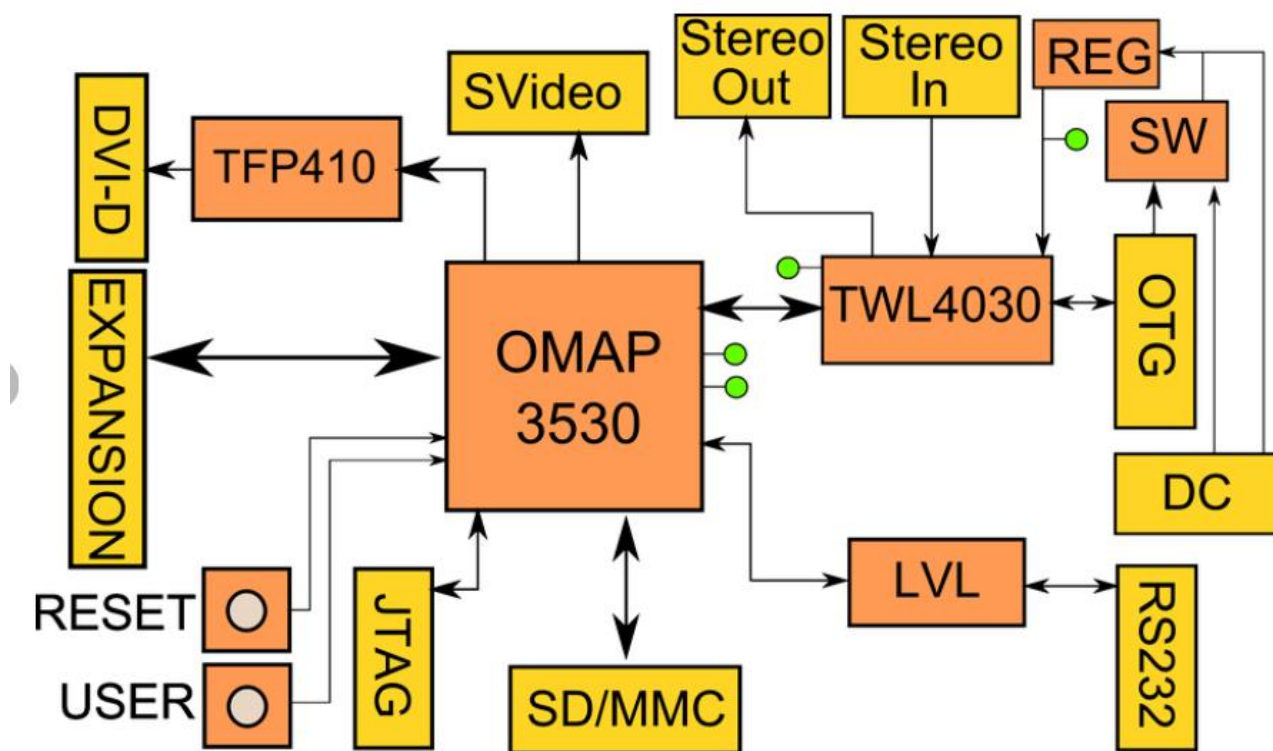 Stereo
Out
Stereo
In
REG
SVideo
SW
DVI-D
TFP410
EXPANSION
OMAP
3530
TWL4030
OTG
DC
LVL
RS232
RESET
JTAG
USER
SD/MMC